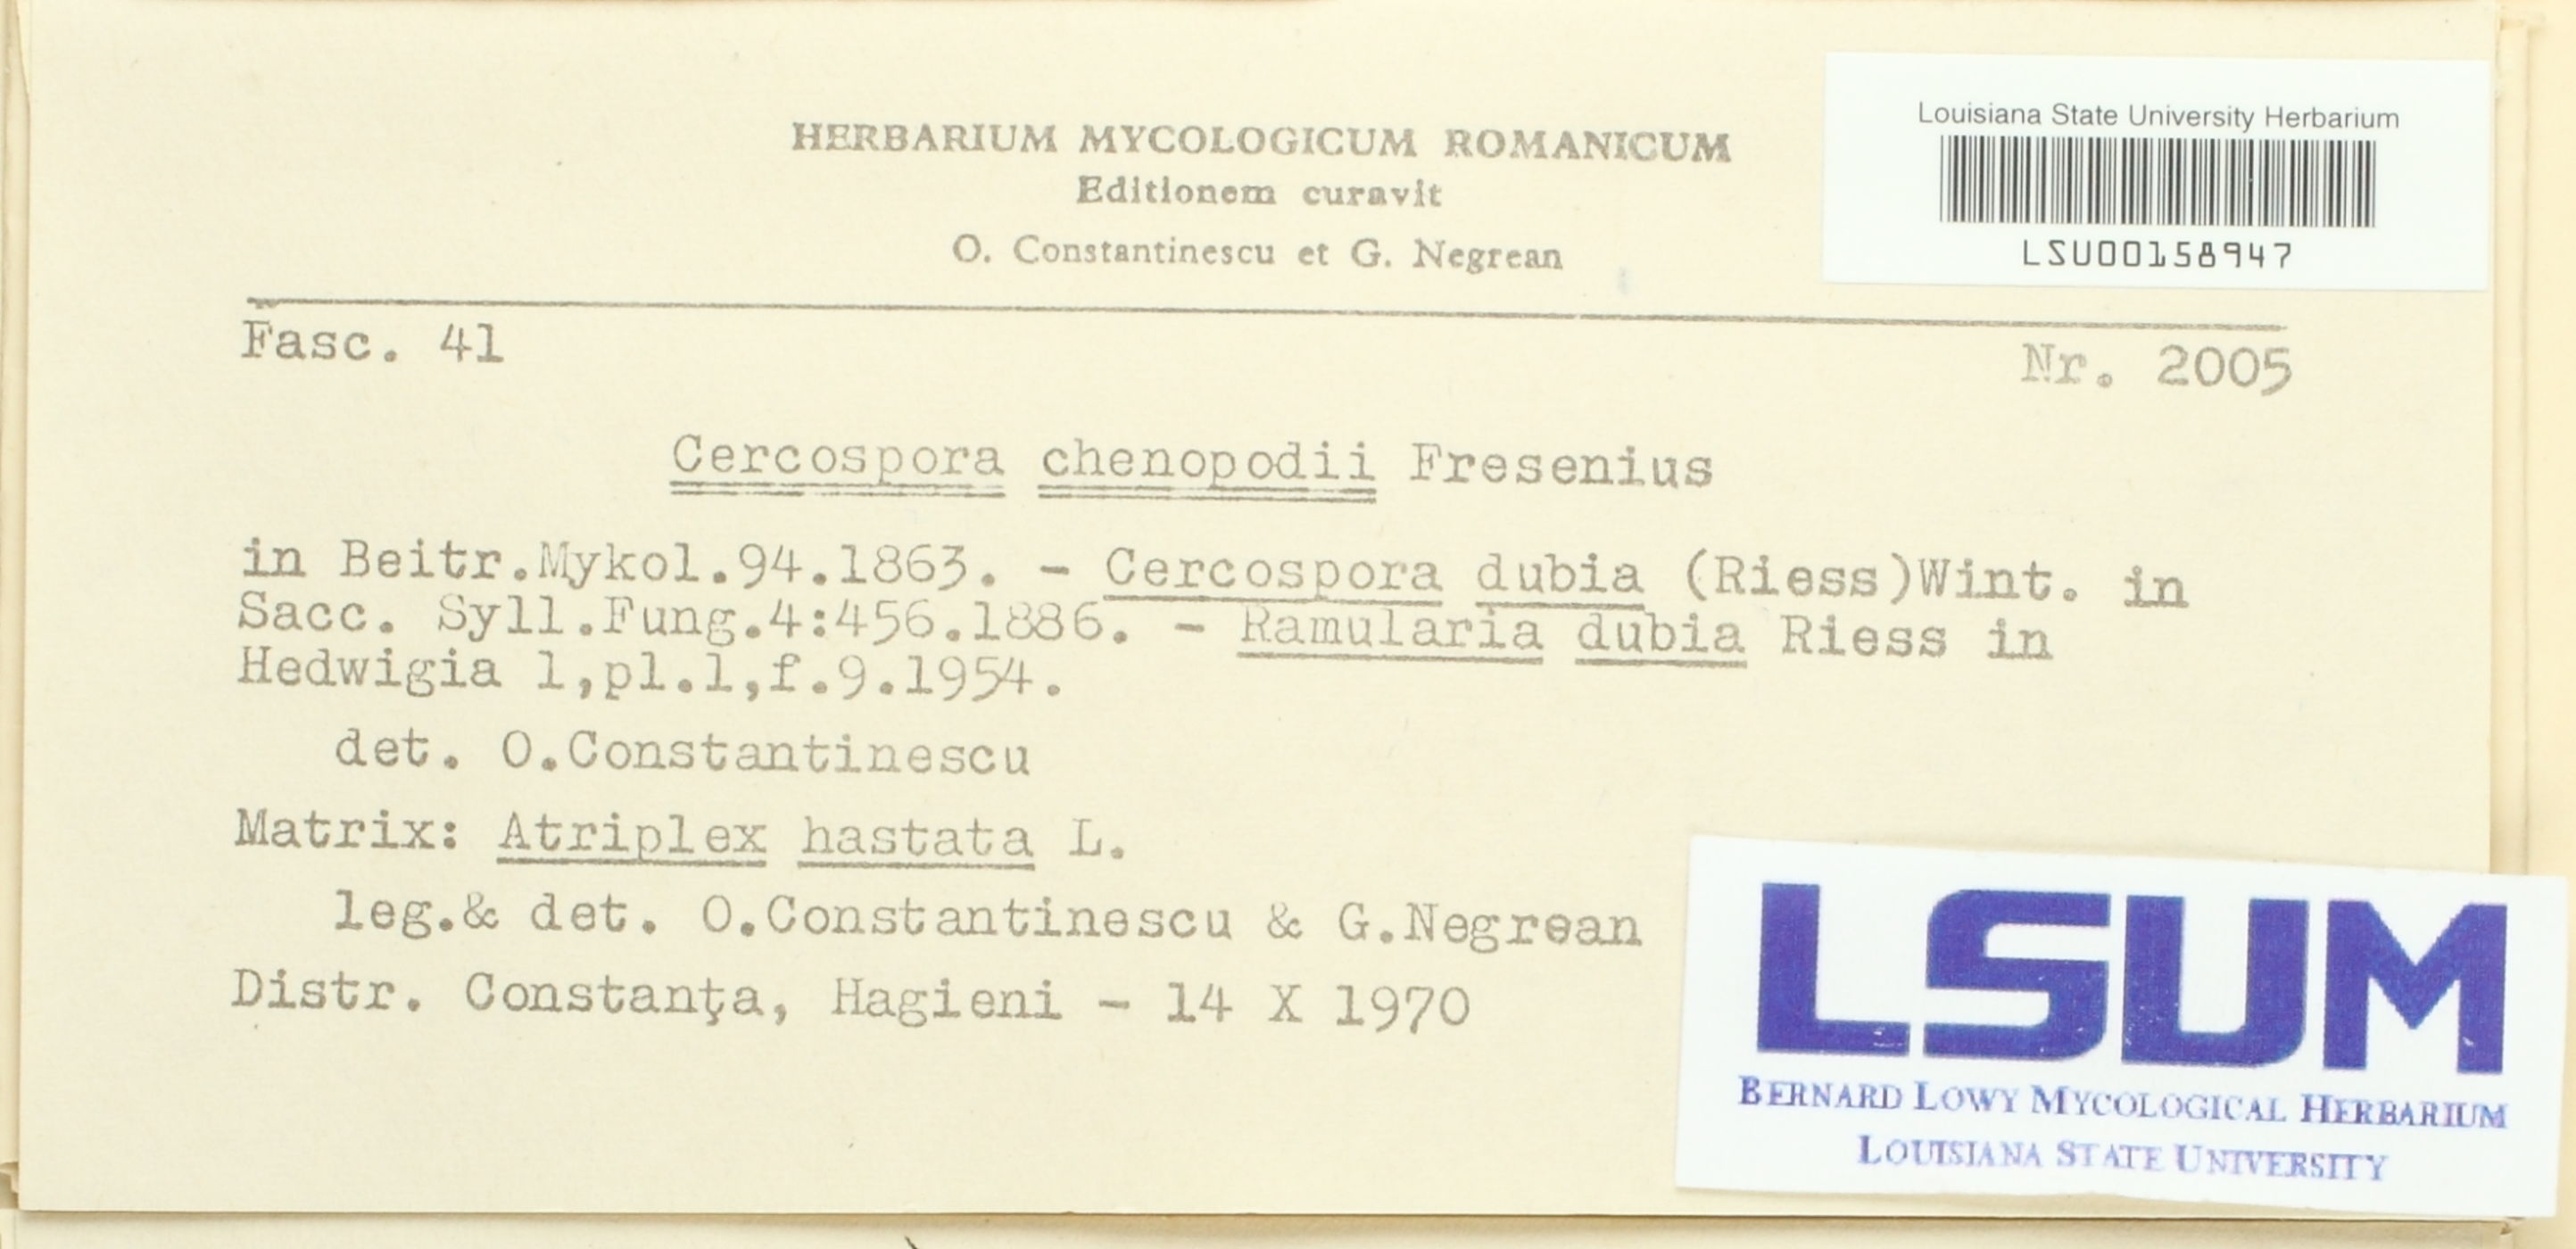 HERBARIUM MYCOLOGICUM ROMANICUM
Editionem curavit
O. Constantinescu et G. Negrean
Louisiana State University Herbarium
LSU00158947
Fasc. 41
Nr. 2005
Cercospora chenopodii Fresenius
in Beitr.Mykol.94.1863. - Cercospora dubia (Riess)Wint. in
Sacc. Syll.Fung.4:456.1886. - Ramularia dubia Riess in
Hedwigia 1,pl.1,f.9.1954.
det. O.Constantinescu
Matrix: Atriplex hastata L.
leg.& det. O.Constantinescu & G.Negrean
Distr. Constanţa, Hagieni - 14 X 1970
LSUM
BERNARD LOWY MYCOLOGICAL HERBARIUM
LOUISIANA STATE UNIVERSITY